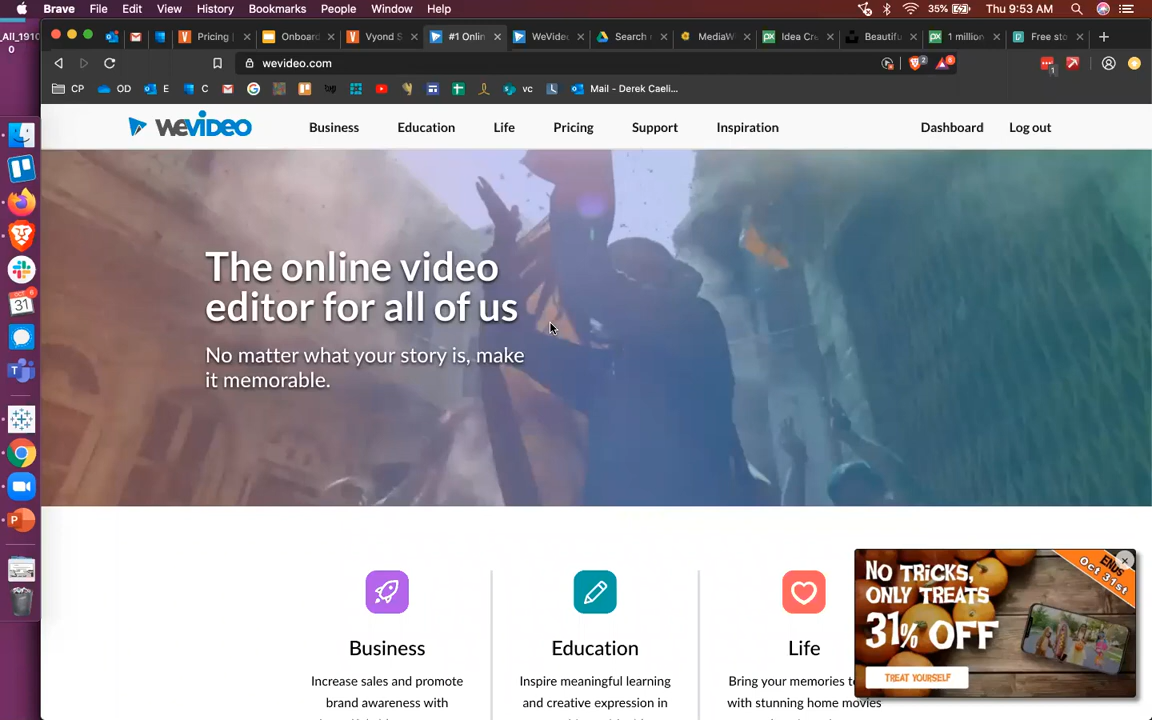 Brave File Edit View History Bookmarks People Window Help 35% Thu 9:53 AM
_All_1910
0
Pricing | Onboard Vyond S #1 Onlin WeVideo Search MediaW Idea Cre Beautifu 1 million Free sto
wevideo.com
CP OD E C vc Mail - Derek Caeli...
WEVIDEO Business Education Life Pricing Support Inspiration Dashboard Log out
The online video
editor for all of us
No matter what your story is, make
it memorable.
31
Business
Increase sales and promote
brand awareness with
Education
Inspire meaningful learning
and creative expression in
Life
Bring your memories t
with stunning home movies
NO TRICKS,
ONLY TREATS
31% OFF
TREAT YOURSELF
ENDS
Oct 31st